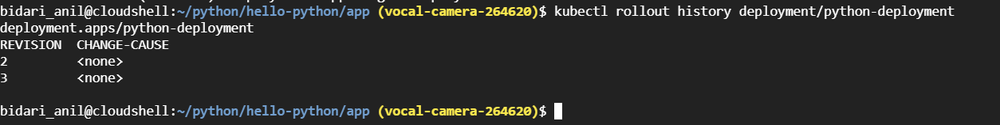 bidari_anil@cloudshell:~/python/hello-python/app (vocal-camera-264620)$ kubectl rollout history deployment/python-deployment
deployment.apps/python-deployment
REVISION  CHANGE-CAUSE
2         <none>
3         <none>
bidari_anil@cloudshell:~/python/hello-python/app (vocal-camera-264620)$